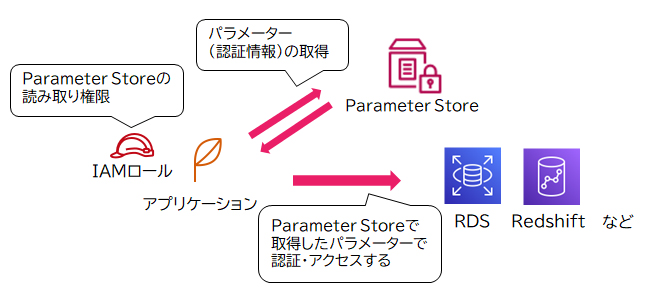 パラメーター
（認証情報）の取得
Parameter Storeの
読み取り権限
Parameter Store
IAMロール
アプリケーション
RDS Redshift など
Parameter Storeで
取得したパラメーターで
認証・アクセスする